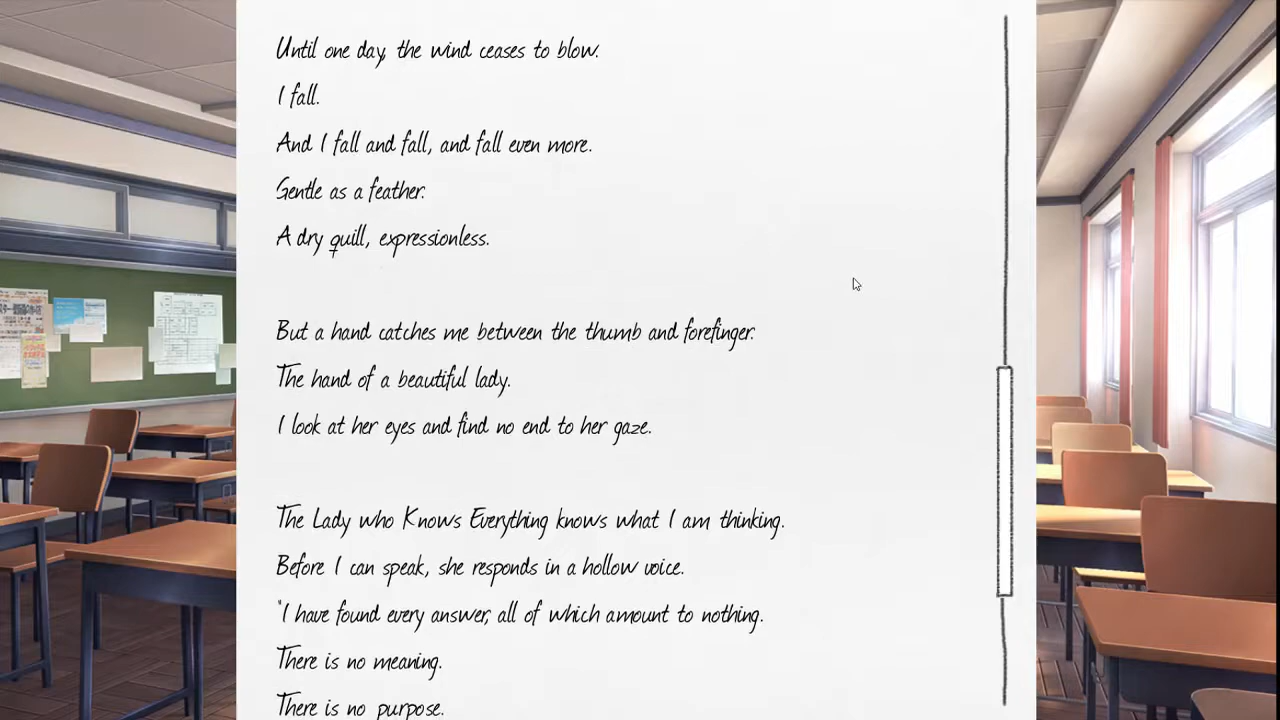 Until one day, the wind ceases to blow.
I fall.
And I fall and fall, and fall even more.
Gentle as a feather.
A dry quill, expressionless.
But a hand catches me between the thumb and forefinger.
The hand of a beautiful lady.
I look at her eyes and find no end to her gaze.
The Lady who Knows Everything knows what I am thinking.
Before I can speak, she responds in a hollow voice.
"I have found every answer, all of which amount to nothing.
There is no meaning.
There is no purpose.